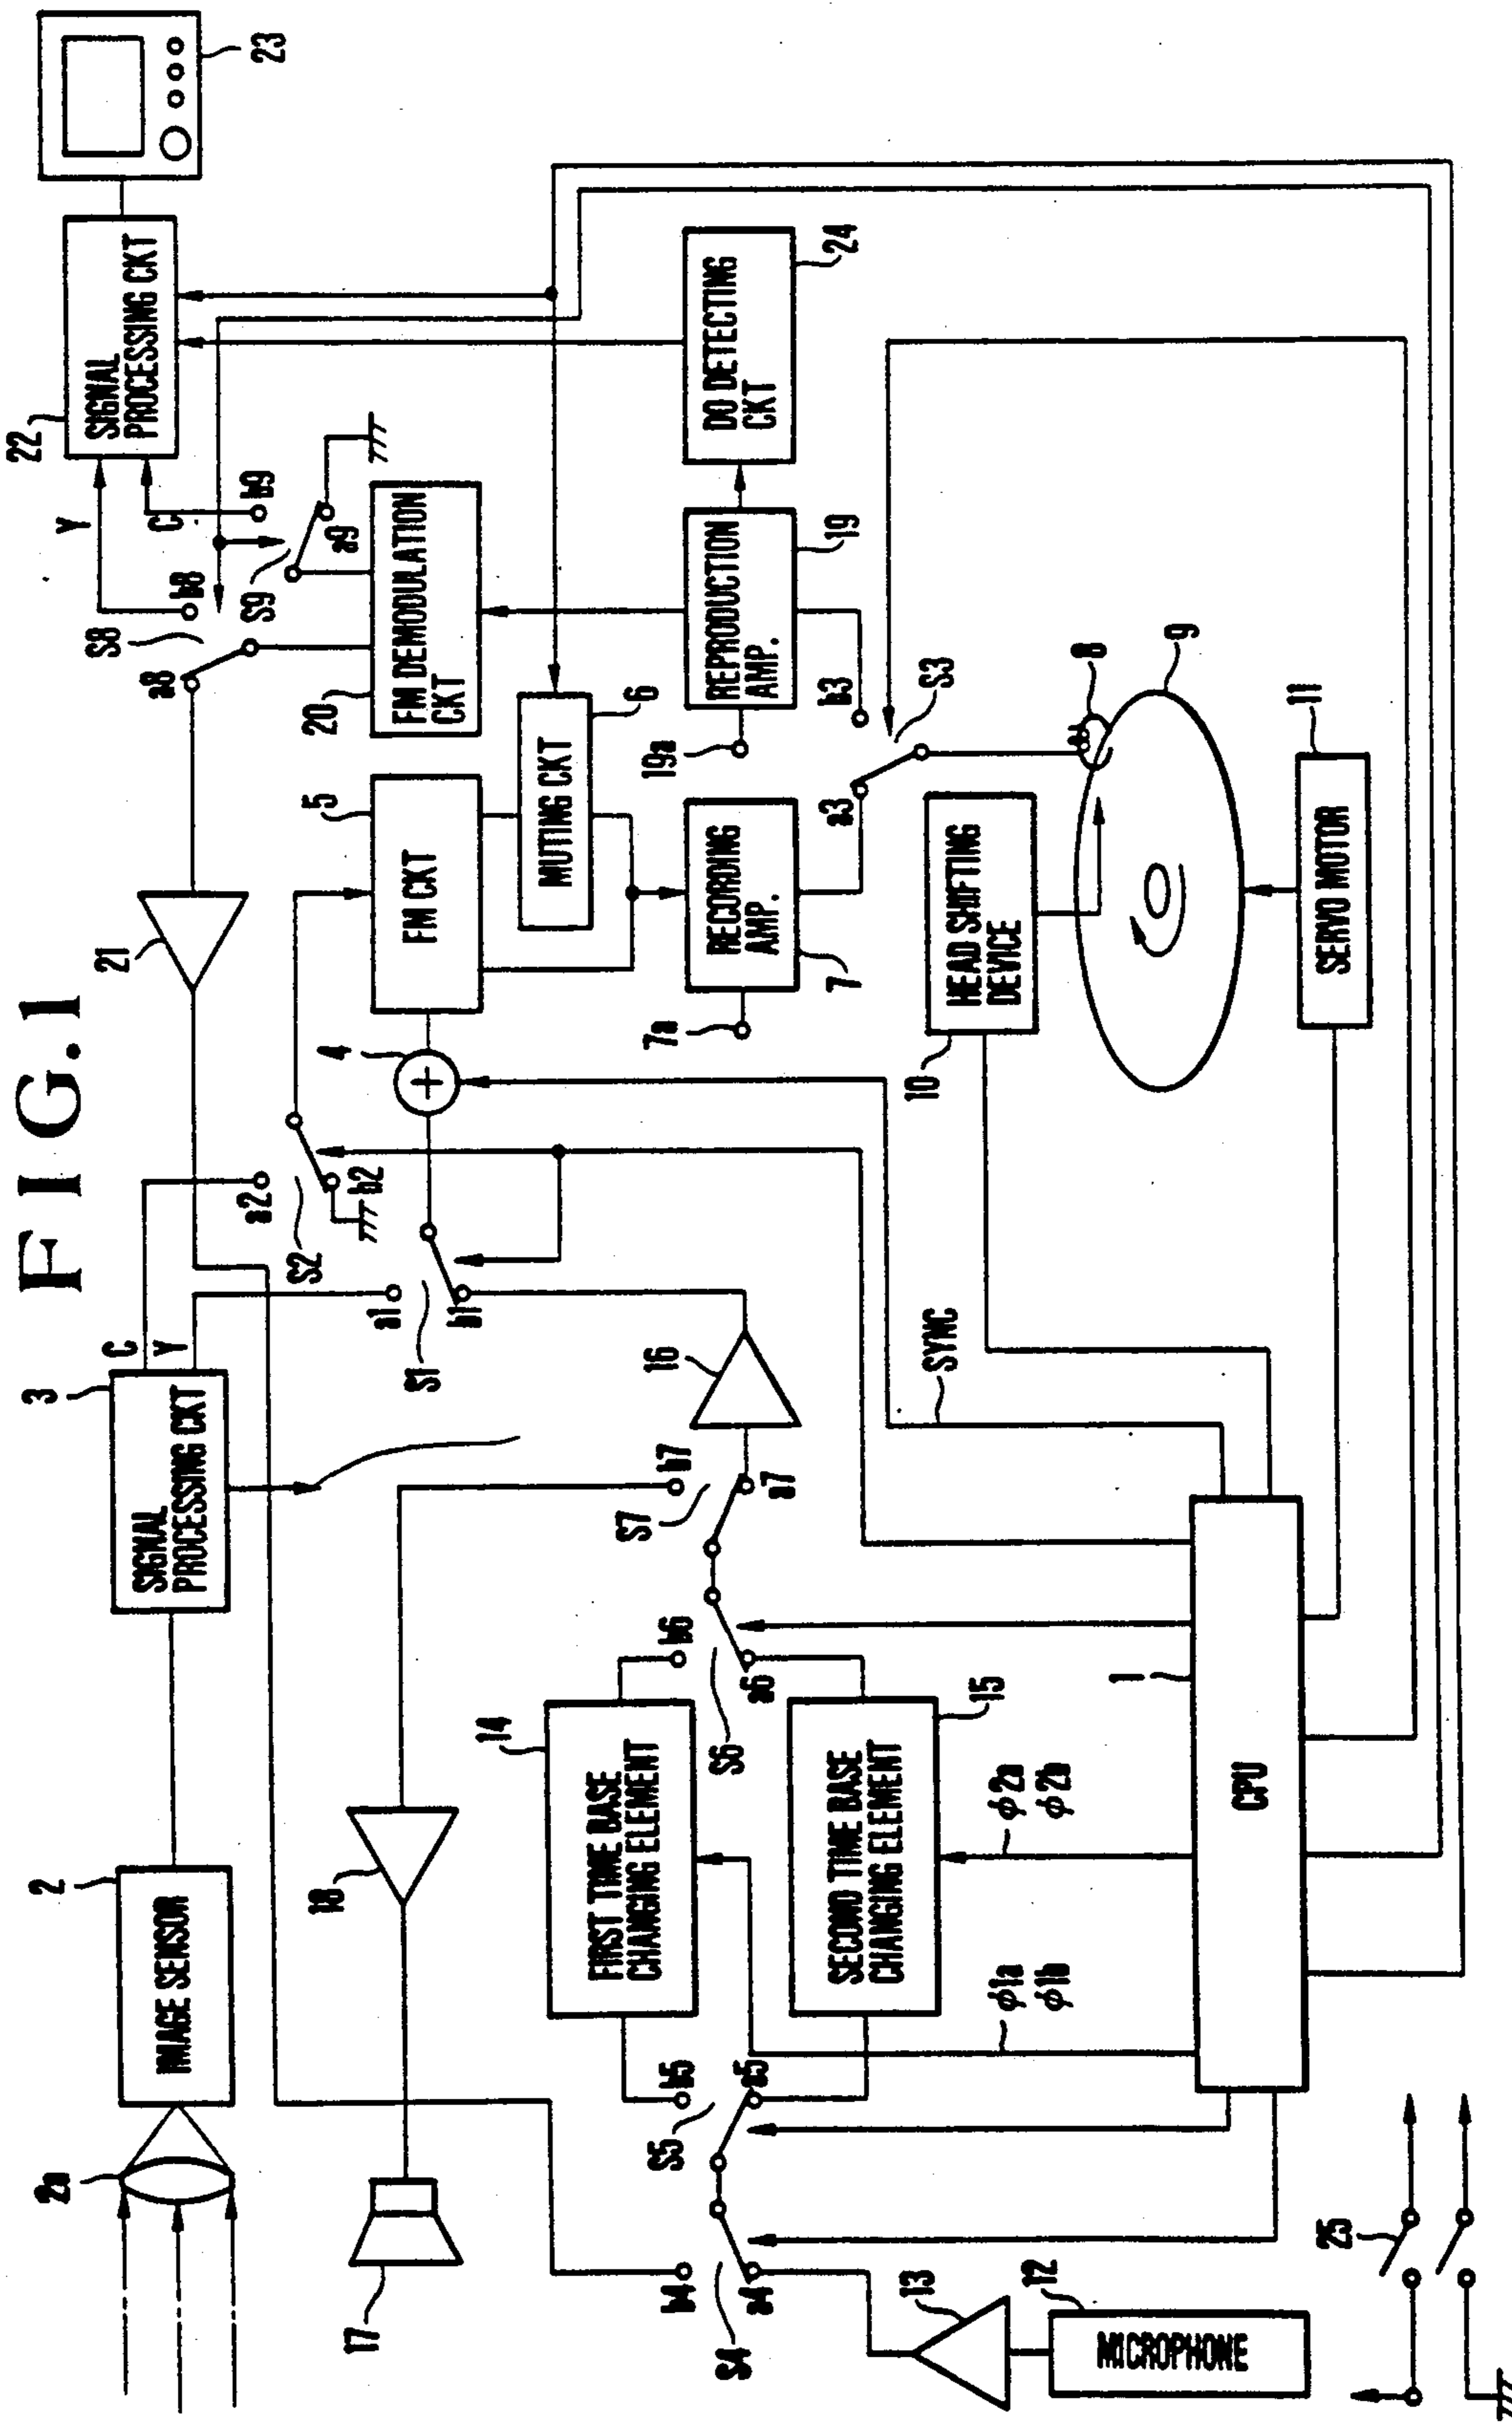 FIG.1
2a
2
IMAGE SENSOR
3
SIGNAL
PROCESSING CKT
C
Y
21
22
SIGNAL
PROCESSING CKT
23
Y
C
a8
b8
S8
S9
b9
a9
a2
b2
S2
a1
b1
S1
4
5
FM CKT
20
FM DEMODULATION
CKT
6
MUTING CKT
17
18
14
FIRST TIME BASE
CHANGING ELEMENT
S7
b7
a7
16
7a
RECORDING
AMP.
7
19a
REPRODUCTION
AMP.
19
DO DETECTING
CKT
24
b4
a4
S4
S5
b5
a5
SECOND TIME BASE
CHANGING ELEMENT
15
b6
a6
S6
SYNC
a3
b3
S3
10
HEAD SHIFTING
DEVICE
8
9
13
12
MICROPHONE
φ1a
φ1b
φ2a
φ2b
1
CPU
11
SERVO MOTOR
25